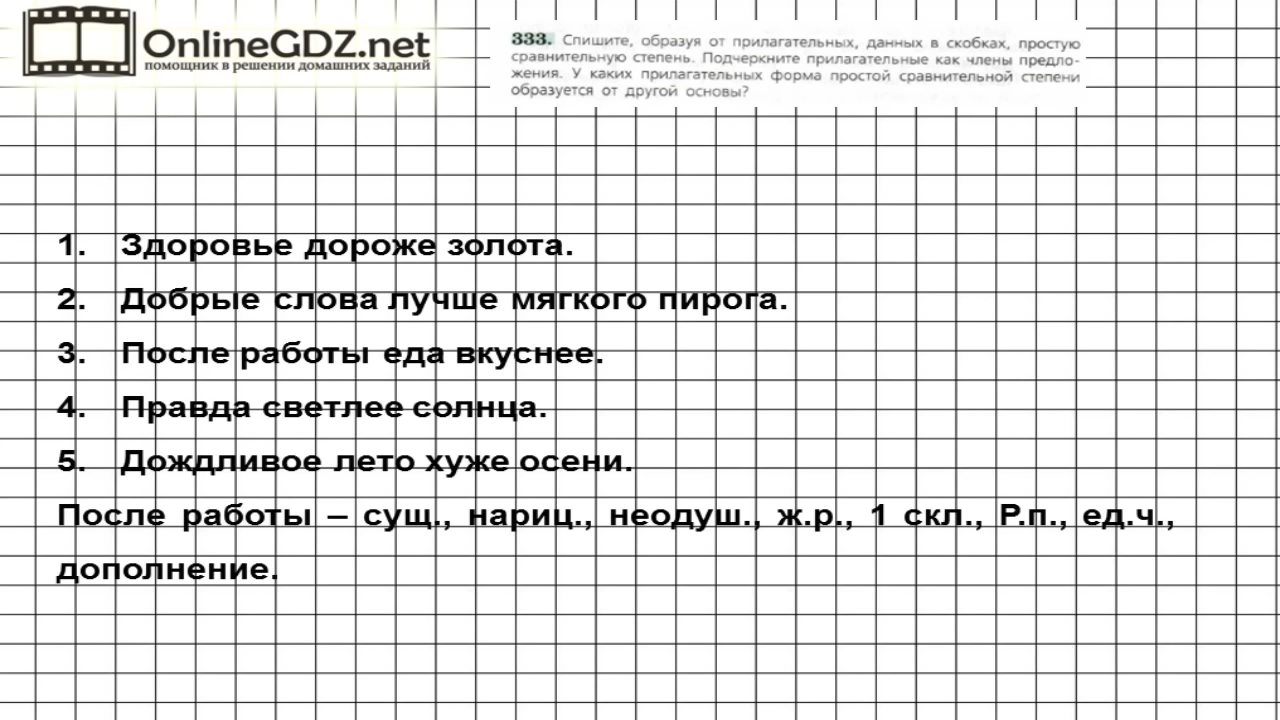 OnlineGDZ.net
помощник в решении домашних заданий
333. Спишите, образуя от прилагательных, данных в скобках, простую
сравнительную степень. Подчеркните прилагательные как члены предло-
жения. У каких прилагательных форма простой сравнительной степени
образуется от другой основы?
1. Здоровье дороже золота.
2. Добрые слова лучше мягкого пирога.
3. После работы еда вкуснее.
4. Правда светлее солнца.
5. Дождливое лето хуже осени.
После работы – сущ., нариц., неодуш., ж.р., 1 скл., Р.п., ед.ч.,
дополнение.